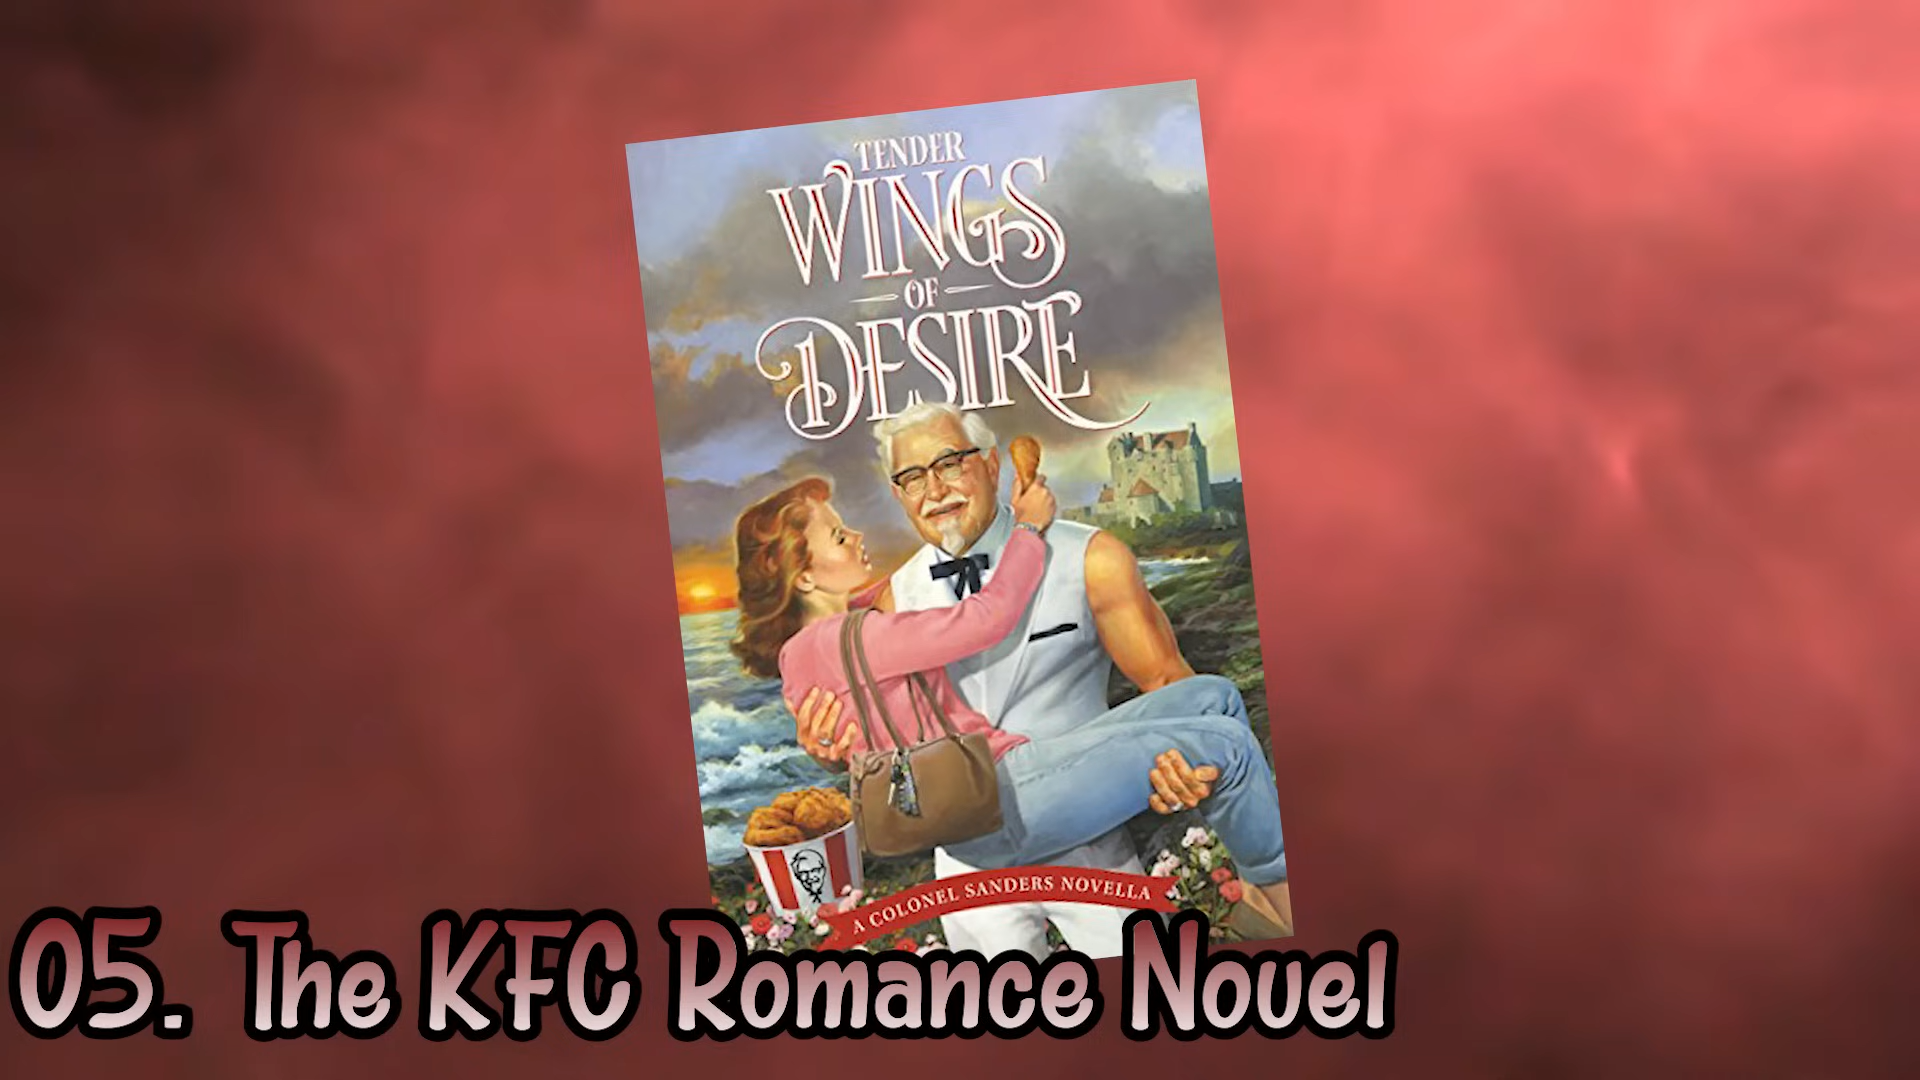 TENDER
WINGS
OF
DESIRE
A COLONEL SANDERS NOVELLA
05. The KFC Romance Novel